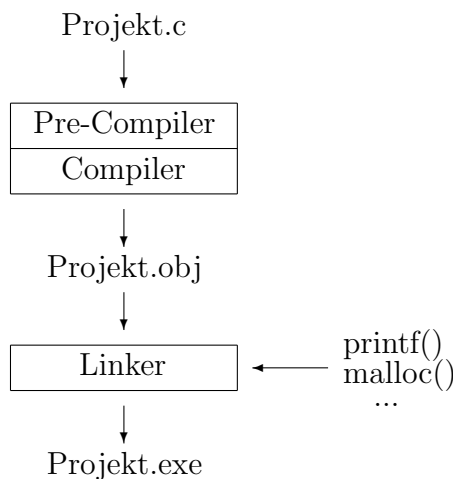 Projekt.c
Pre-Compiler
Compiler
Projekt.obj
Linker
printf()
malloc()
...
Projekt.exe